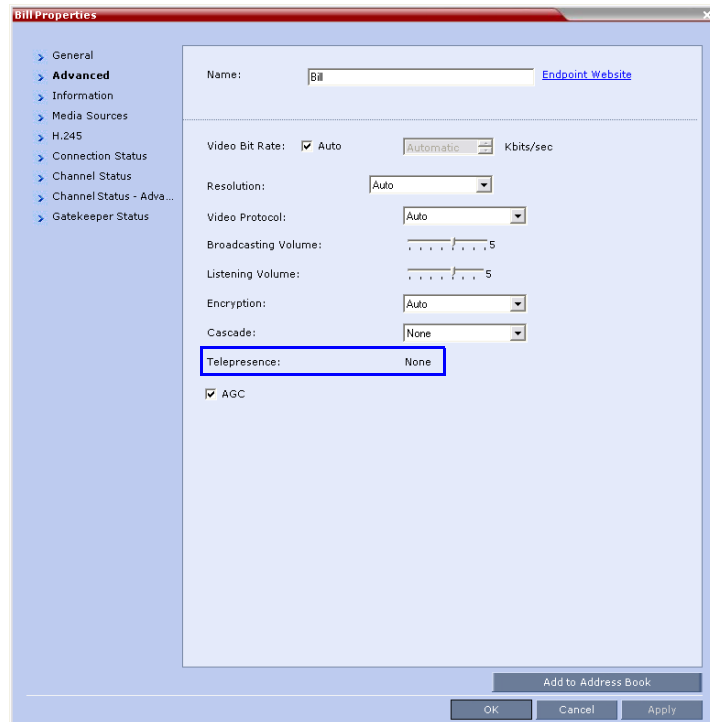 Bill Properties
x
General
Advanced
Information
Media Sources
H.245
Connection Status
Channel Status
Channel Status - Adva...
Gatekeeper Status
Name: Bill Endpoint Website
Video Bit Rate: Auto Automatic Kbits/sec
Resolution: Auto
Video Protocol: Auto
Broadcasting Volume: 5
Listening Volume: 5
Encryption: Auto
Cascade: None
Telepresence: None
AGC
Add to Address Book
OK Cancel Apply